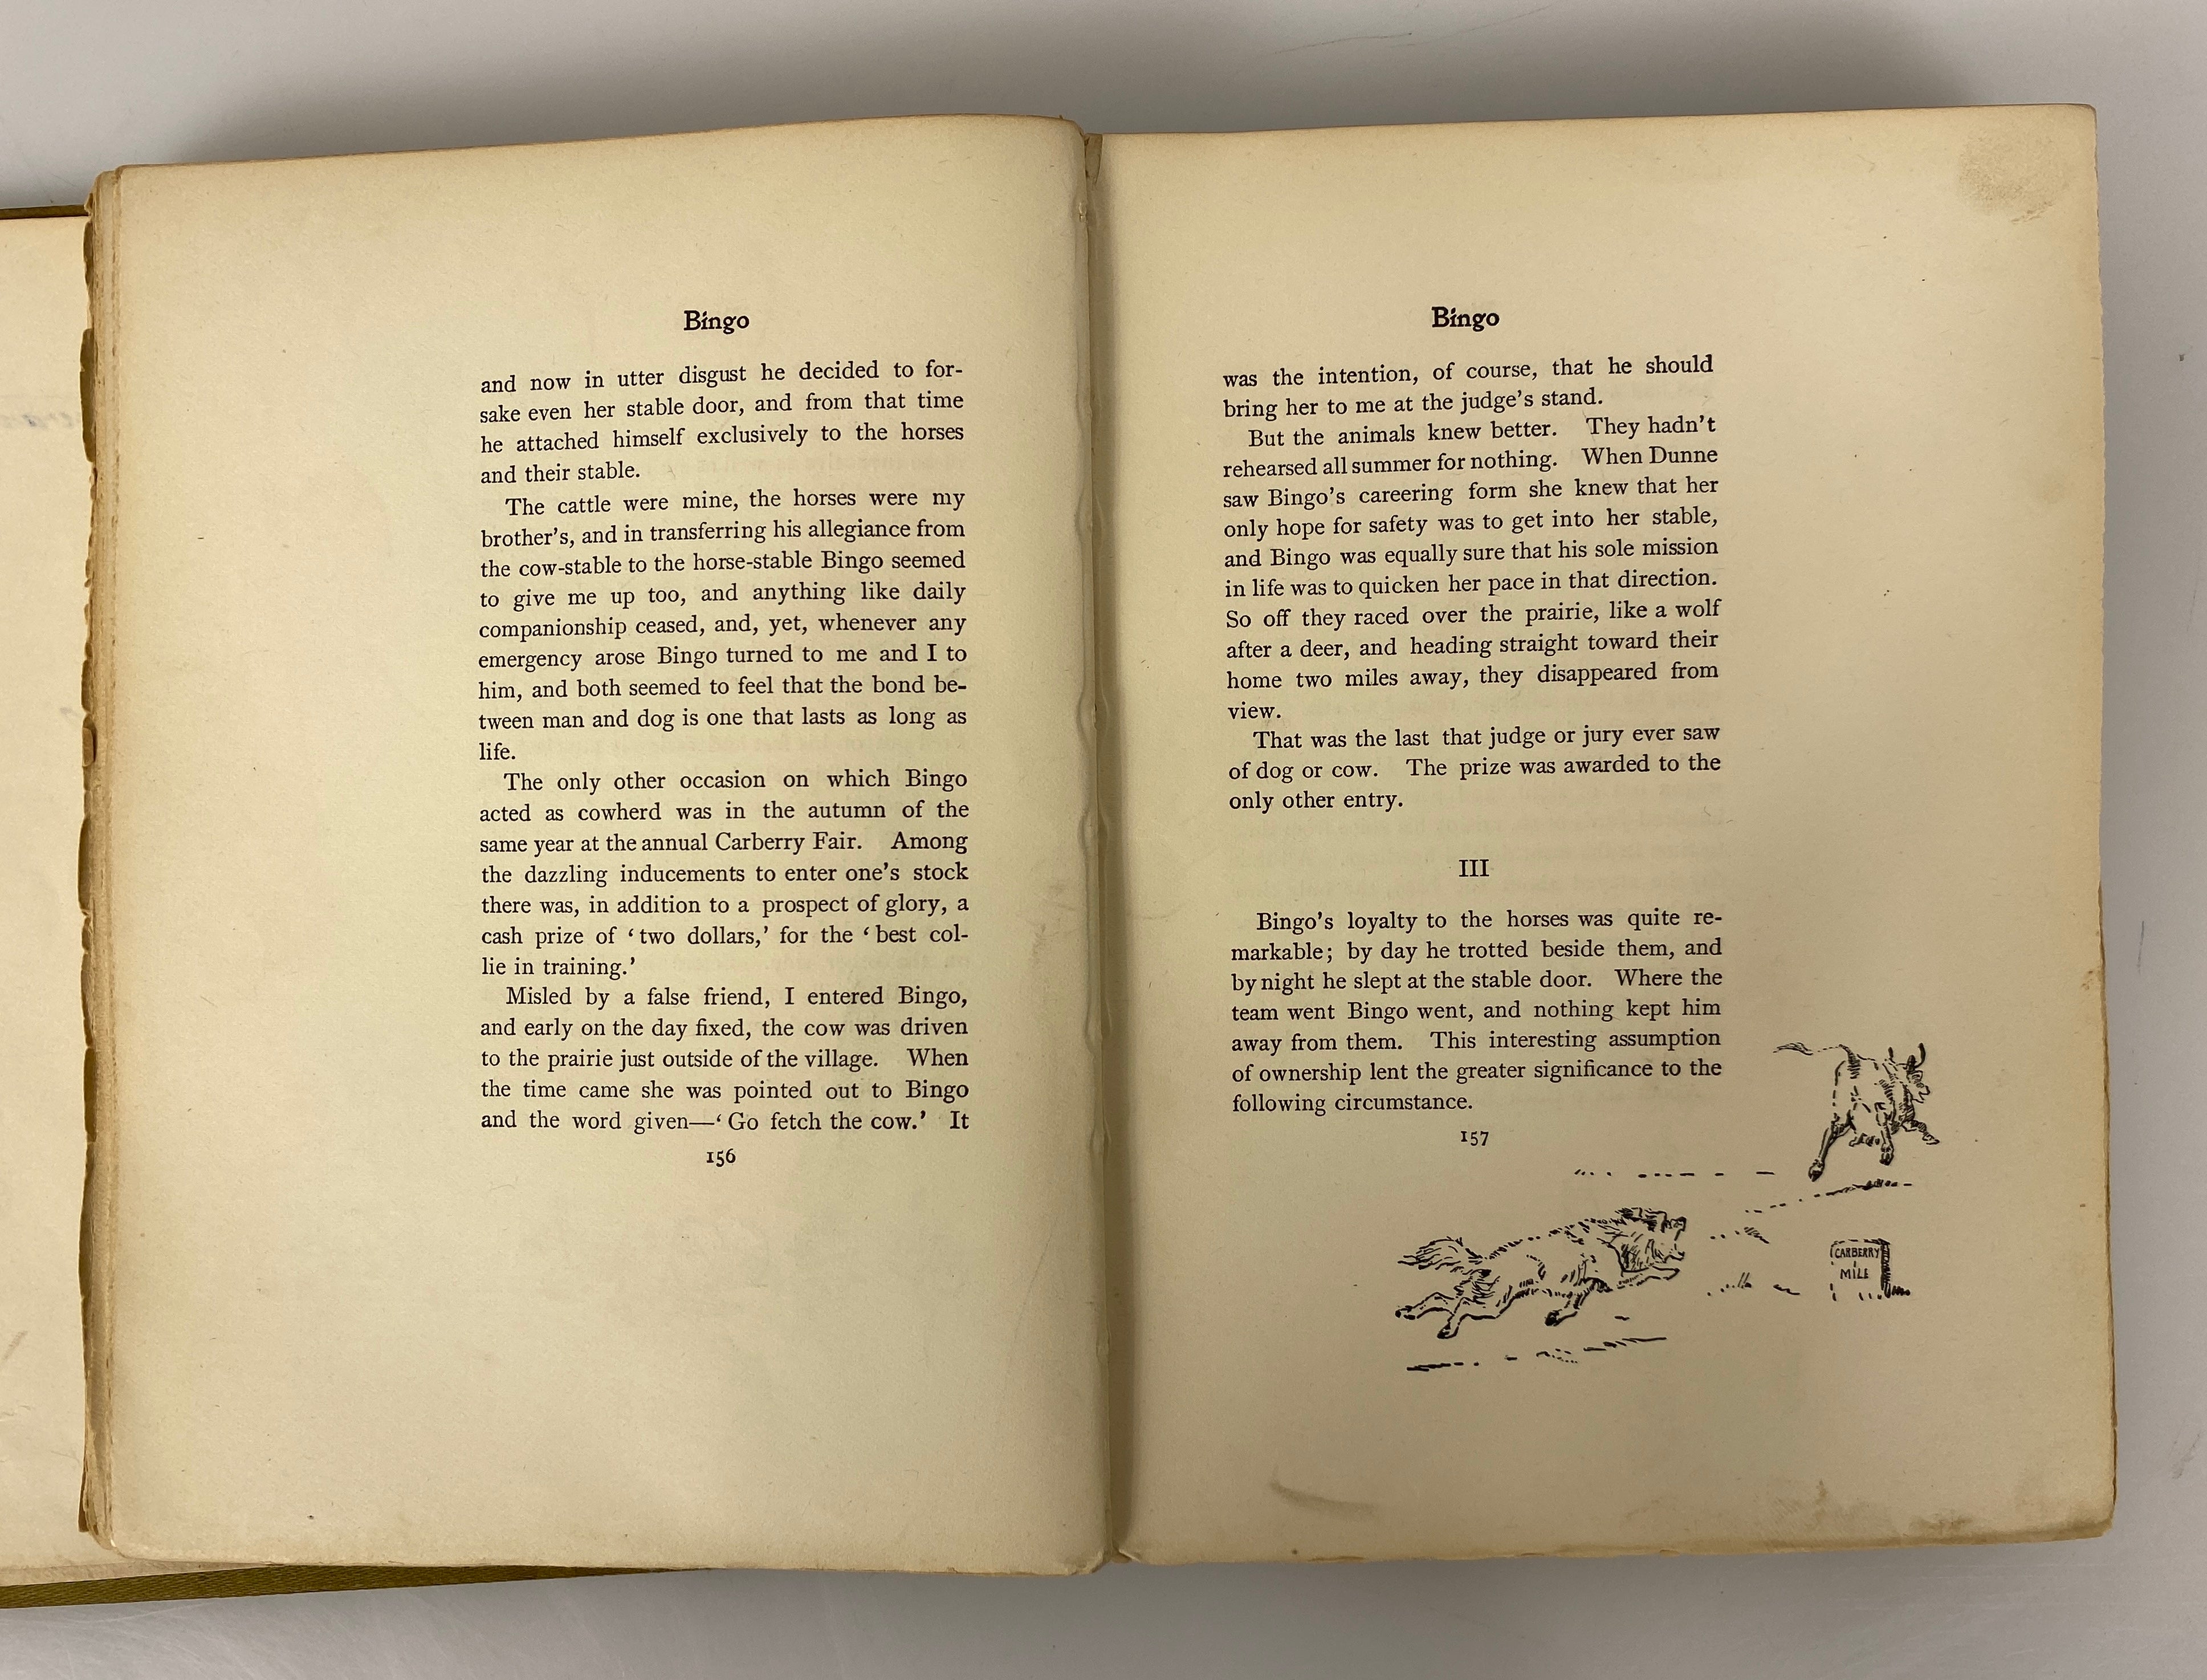 Bingo
and now in utter disgust he decided to for-
sake even her stable door, and from that time
he attached himself exclusively to the horses
and their stable.
The cattle were mine, the horses were my
brother's, and in transferring his allegiance from
the cow-stable to the horse-stable Bingo seemed
to give me up too, and anything like daily
companionship ceased, and, yet, whenever any
emergency arose Bingo turned to me and I to
him, and both seemed to feel that the bond be-
tween man and dog is one that lasts as long as
life.
The only other occasion on which Bingo
acted as cowherd was in the autumn of the
same year at the annual Carberry Fair. Among
the dazzling inducements to enter one's stock
there was, in addition to a prospect of glory, a
cash prize of ‘two dollars,’ for the ‘best col-
lie in training.’
Misled by a false friend, I entered Bingo,
and early on the day fixed, the cow was driven
to the prairie just outside of the village. When
the time came she was pointed out to Bingo
and the word given—‘Go fetch the cow.’ It
156
Bingo
was the intention, of course, that he should
bring her to me at the judge's stand.
But the animals knew better. They hadn't
rehearsed all summer for nothing. When Dunne
saw Bingo's careering form she knew that her
only hope for safety was to get into her stable,
and Bingo was equally sure that his sole mission
in life was to quicken her pace in that direction.
So off they raced over the prairie, like a wolf
after a deer, and heading straight toward their
home two miles away, they disappeared from
view.
That was the last that judge or jury ever saw
of dog or cow. The prize was awarded to the
only other entry.
III
Bingo's loyalty to the horses was quite re-
markable; by day he trotted beside them, and
by night he slept at the stable door. Where the
team went Bingo went, and nothing kept him
away from them. This interesting assumption
of ownership lent the greater significance to the
following circumstance.
157
CARBERRY
1
MILE